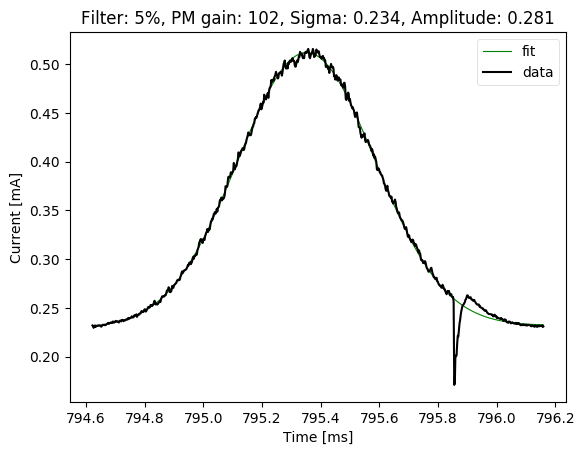 Filter: 5%, PM gain: 102, Sigma: 0.234, Amplitude: 0.281
fit
data
Current [mA]
0.50
0.45
0.40
0.35
0.30
0.25
0.20
794.6 794.8 795.0 795.2 795.4 795.6 795.8 796.0 796.2
Time [ms]